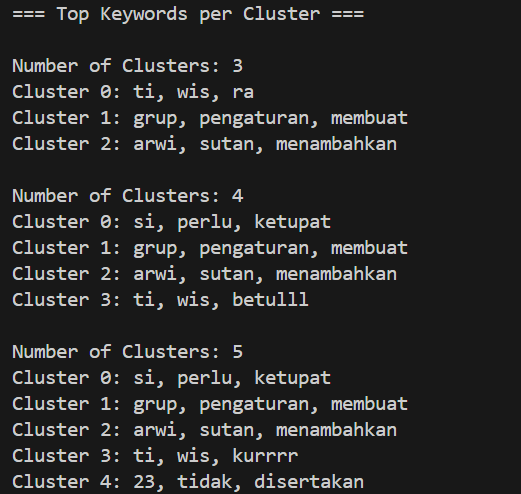 === Top Keywords per Cluster ===
Number of Clusters: 3
Cluster 0: ti, wis, ra
Cluster 1: grup, pengaturan, membuat
Cluster 2: arwi, sutan, menambahkan
Number of Clusters: 4
Cluster 0: si, perlu, ketupat
Cluster 1: grup, pengaturan, membuat
Cluster 2: arwi, sutan, menambahkan
Cluster 3: ti, wis, betulll
Number of Clusters: 5
Cluster 0: si, perlu, ketupat
Cluster 1: grup, pengaturan, membuat
Cluster 2: arwi, sutan, menambahkan
Cluster 3: ti, wis, kurrrr
Cluster 4: 23, tidak, disertakan